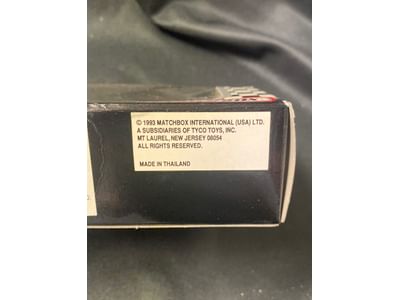 © 1993 MATCHBOX INTERNATIONAL (USA) LTD.
A SUBSIDIARIES OF TYCO TOYS, INC.
MT LAUREL, NEW JERSEY 08054
ALL RIGHTS RESERVED.
MADE IN THAILAND